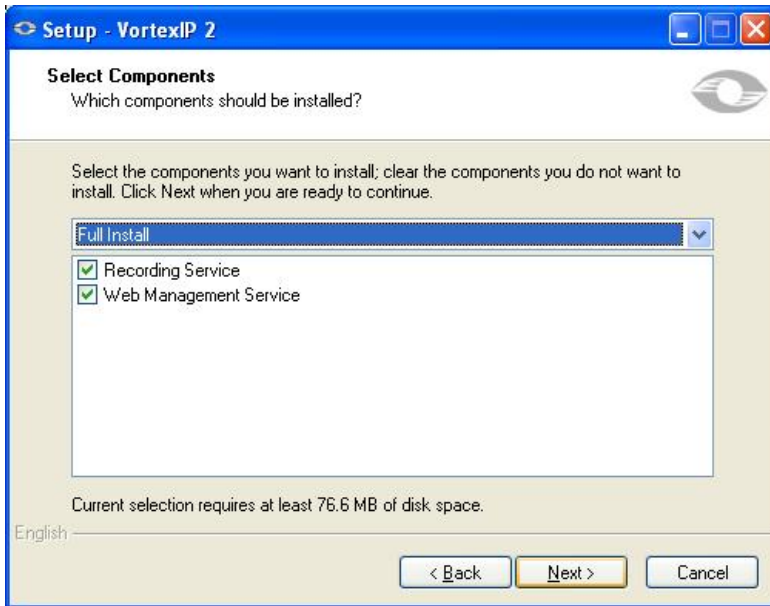 Setup - VortexIP 2
Select Components
Which components should be installed?
Select the components you want to install; clear the components you do not want to
install. Click Next when you are ready to continue.
Full Install
Recording Service
Web Management Service
Current selection requires at least 76.6 MB of disk space.
English
< Back
Next >
Cancel